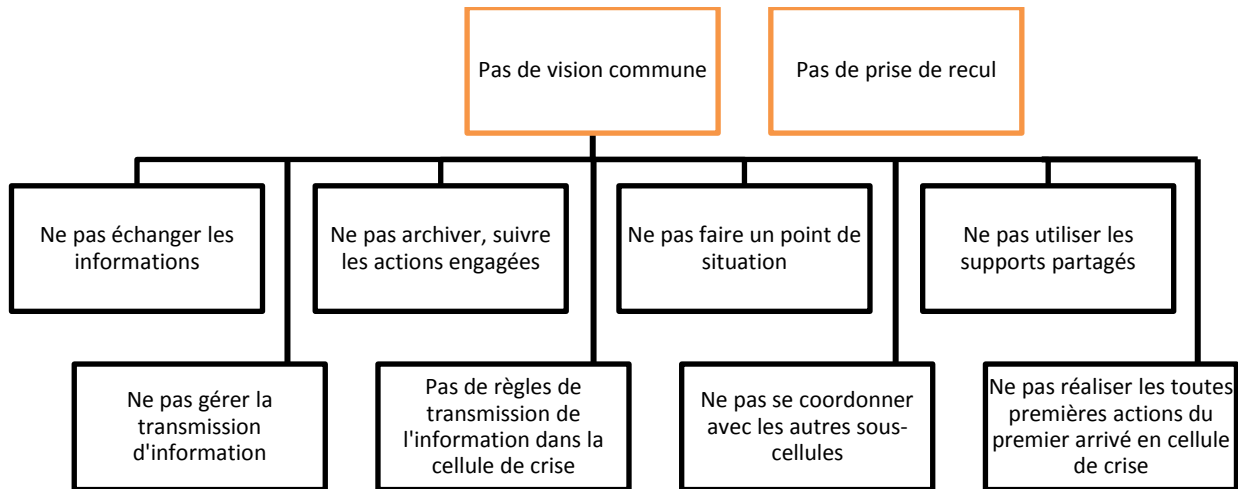 Pas de vision commune
Pas de prise de recul
Ne pas échanger les
informations
Ne pas archiver, suivre
les actions engagées
Ne pas faire un point de
situation
Ne pas utiliser les
supports partagés
Ne pas gérer la
transmission
d'information
Pas de règles de
transmission de
l'information dans la
cellule de crise
Ne pas se coordonner
avec les autres sous-
cellules
Ne pas réaliser les toutes
premières actions du
premier arrivé en cellule
de crise